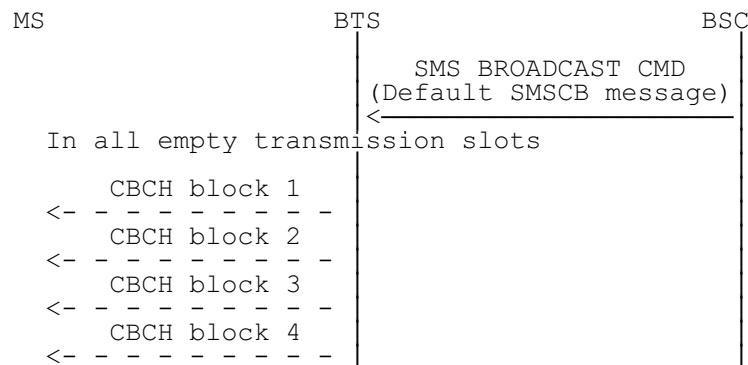 MS BTS BSC
SMS BROADCAST CMD
(Default SMSCB message)
In all empty transmission slots
CBCH block 1
CBCH block 2
CBCH block 3
CBCH block 4